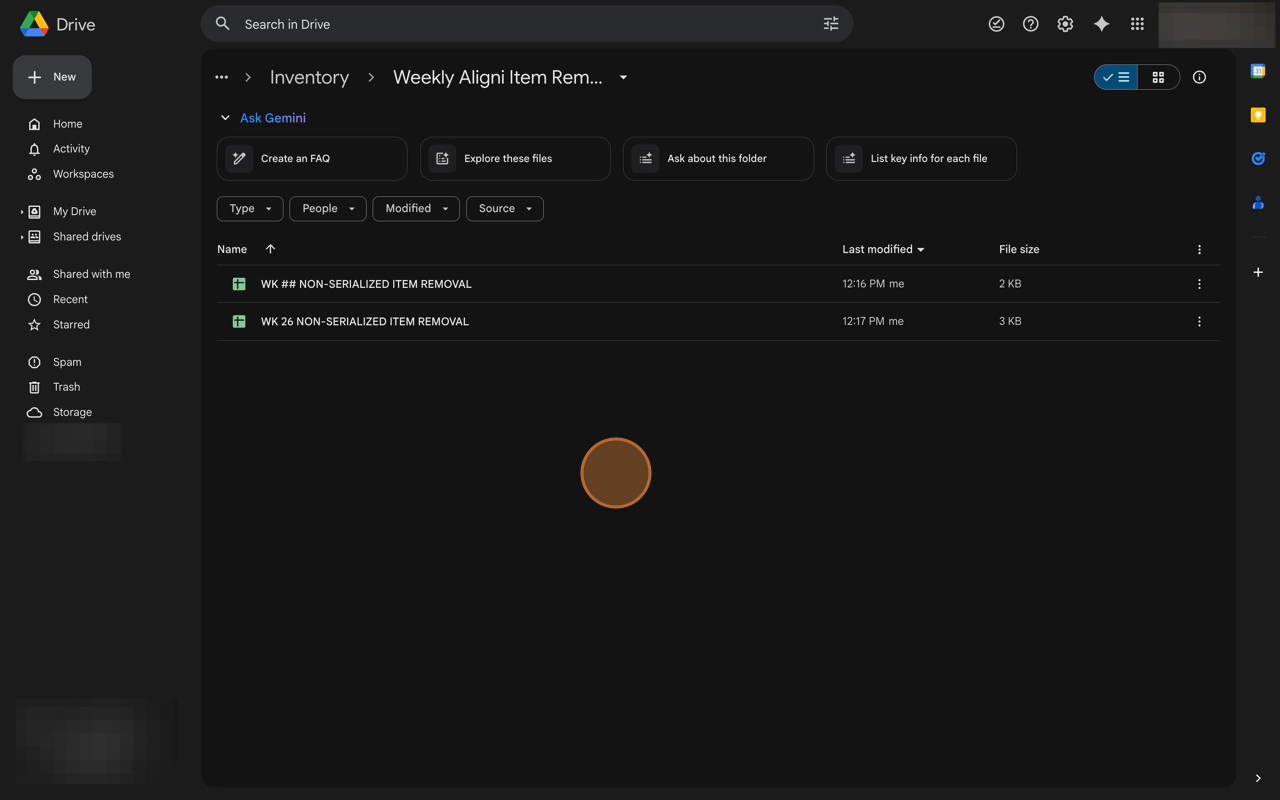 Drive
Search in Drive
New
Inventory
Weekly Aligni Item Rem...
Ask Gemini
Create an FAQ
Explore these files
Ask about this folder
List key info for each file
Type
People
Modified
Source
Name
Last modified
File size
WK ## NON-SERIALIZED ITEM REMOVAL
12:16 PM me
2 KB
WK 26 NON-SERIALIZED ITEM REMOVAL
12:17 PM me
3 KB
Home
Activity
Workspaces
My Drive
Shared drives
Shared with me
Recent
Starred
Spam
Trash
Storage
31